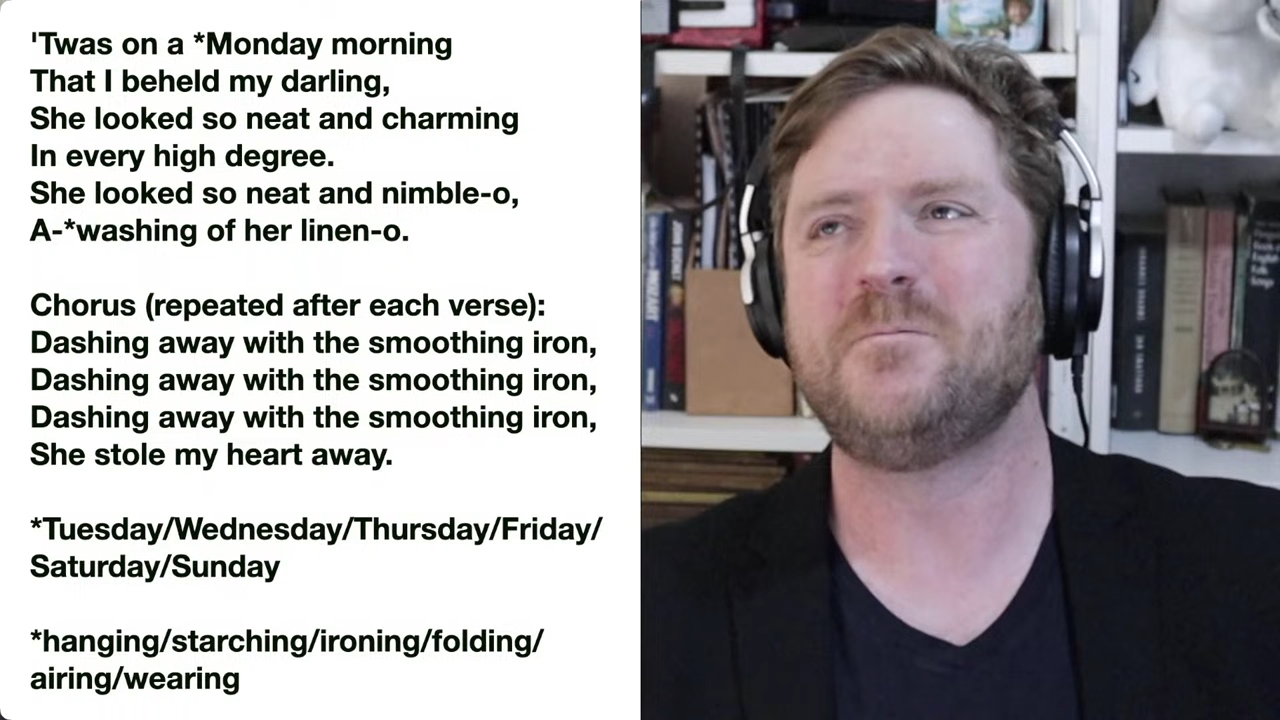 'Twas on a *Monday morning
That I beheld my darling,
She looked so neat and charming
In every high degree.
She looked so neat and nimble-o,
A-*washing of her linen-o.
Chorus (repeated after each verse):
Dashing away with the smoothing iron,
Dashing away with the smoothing iron,
Dashing away with the smoothing iron,
She stole my heart away.
*Tuesday/Wednesday/Thursday/Friday/
Saturday/Sunday
*hanging/starching/ironing/folding/
airing/wearing